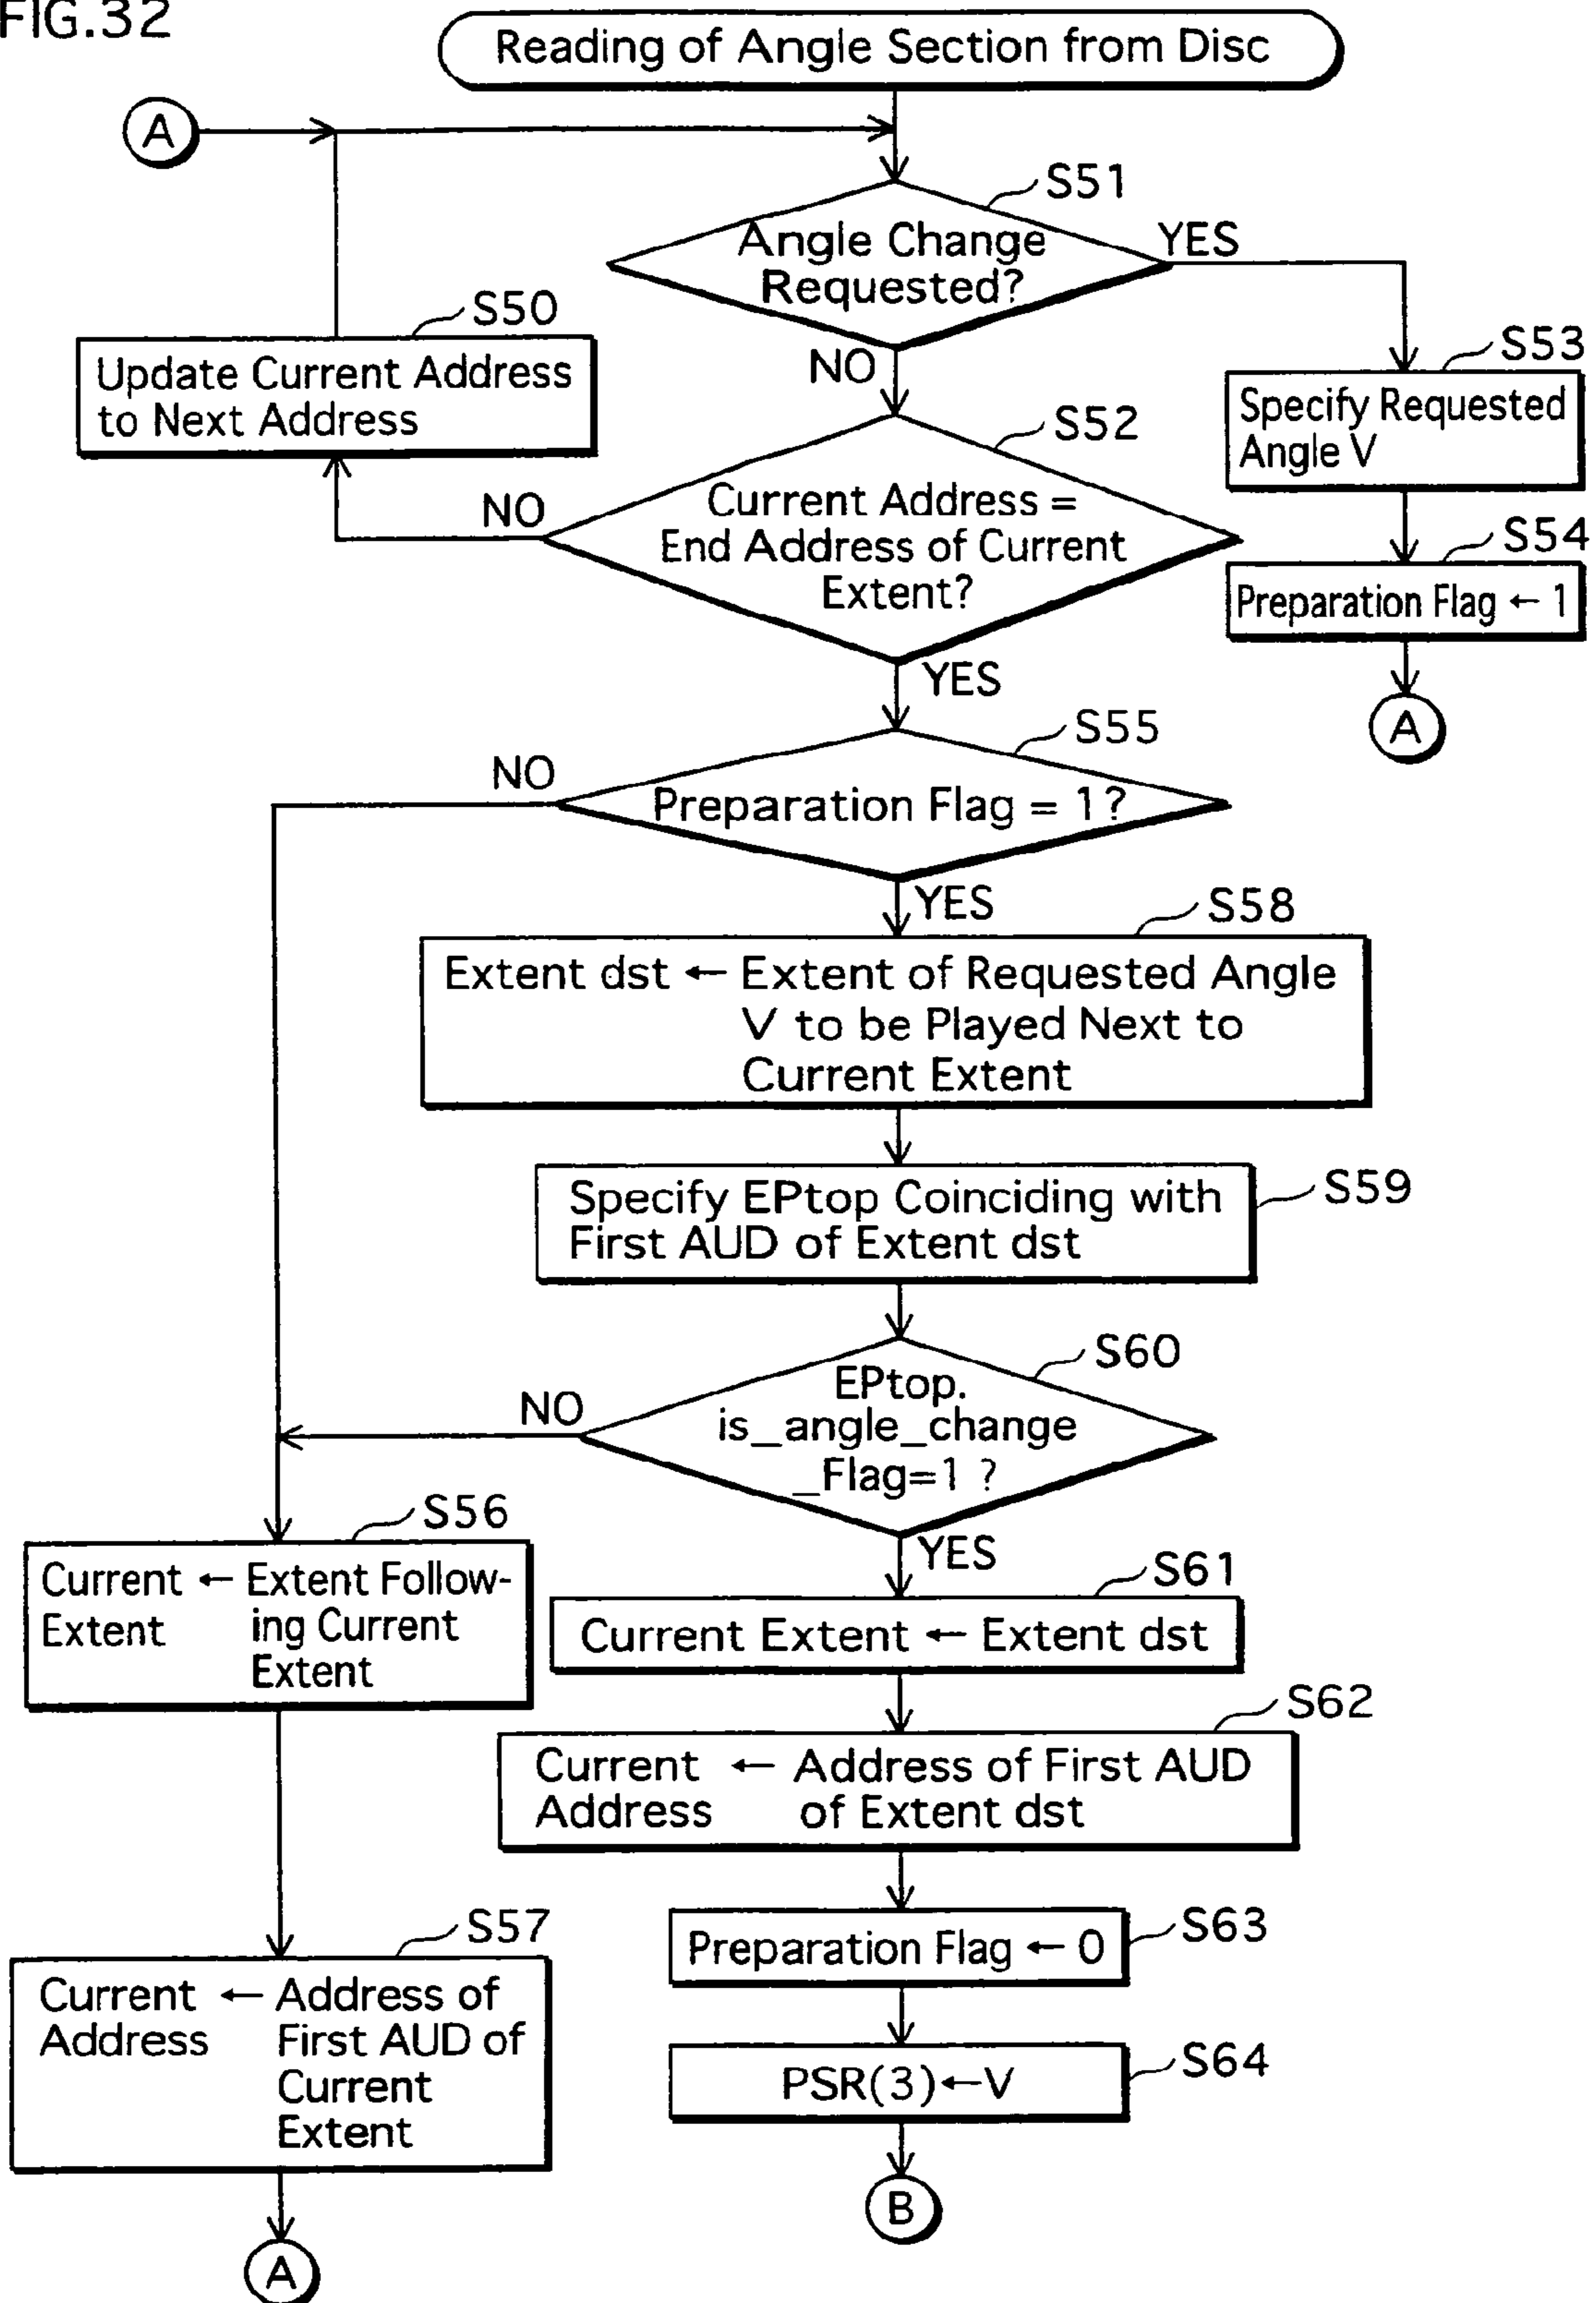 FIG.32
Reading of Angle Section from Disc
A
S51
Angle Change
Requested?
YES
NO
S50
Update Current Address
to Next Address
S53
Specify Requested
Angle V
S52
Current Address =
End Address of Current
Extent?
NO
YES
S54
Preparation Flag ← 1
A
S55
Preparation Flag = 1?
NO
YES
S58
Extent dst ← Extent of Requested Angle
V to be Played Next to
Current Extent
S59
Specify EPtop Coinciding with
First AUD of Extent dst
S60
EPtop.
is_angle_change
_Flag=1 ?
NO
YES
S56
Current ← Extent Follow-
Extent ing Current
Extent
S61
Current Extent ← Extent dst
S62
Current ← Address of First AUD
Address of Extent dst
S57
Current ← Address of
Address First AUD of
Current
Extent
S63
Preparation Flag ← 0
S64
PSR(3)←V
B
A